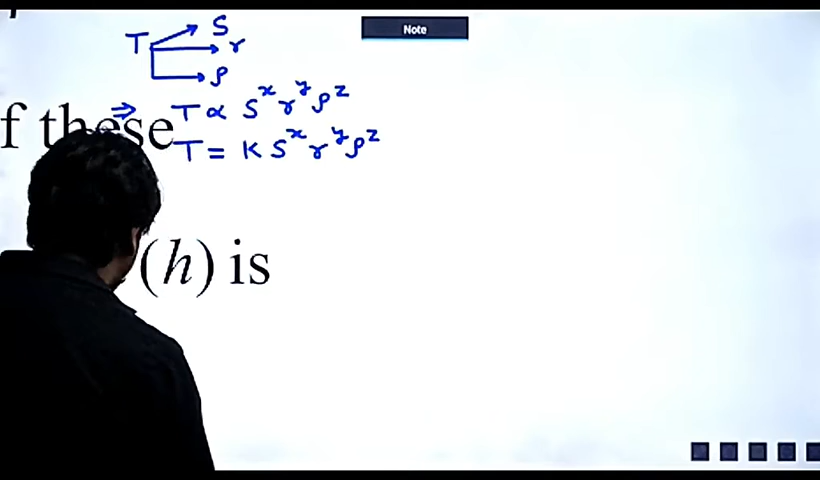 Note
T S
r
ρ
f these
⇒ T ∝ S^x r^y ρ^z
T = K S^x r^y ρ^z
(h) is